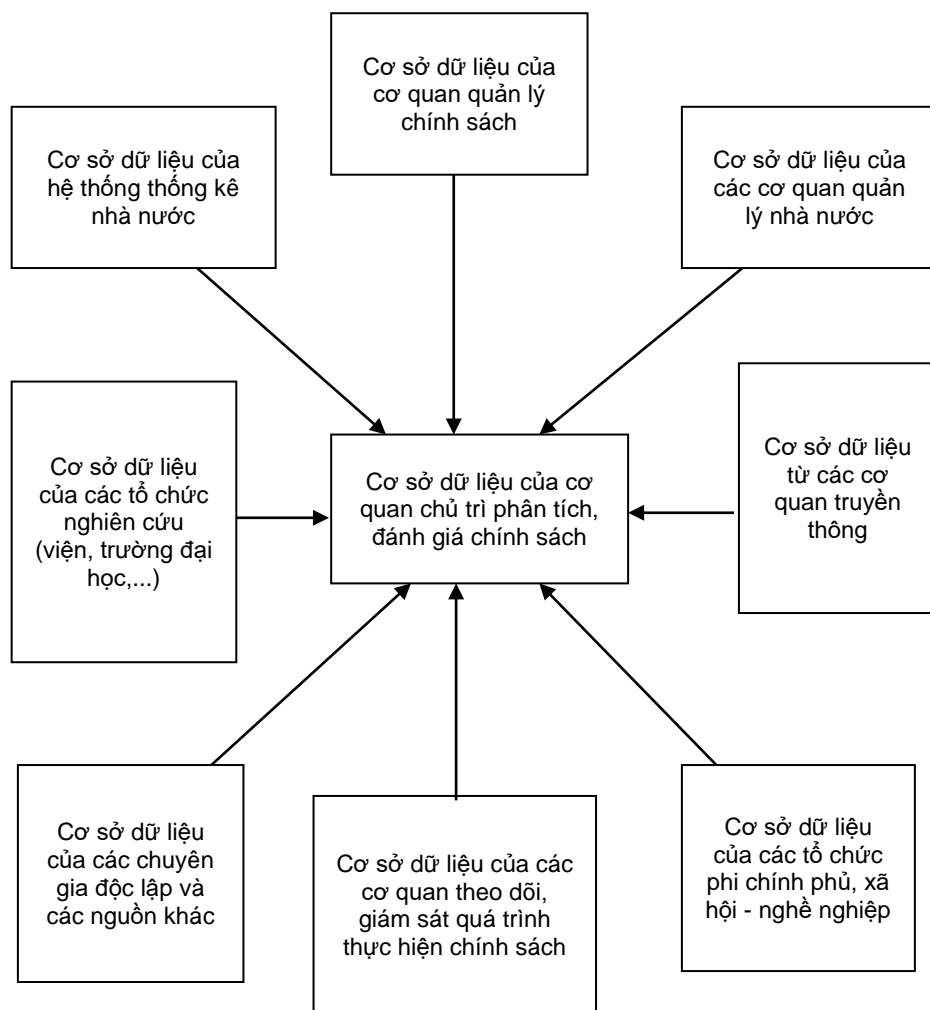 Cơ sở dữ liệu của
cơ quan quản lý
chính sách
Cơ sở dữ liệu của
hệ thống thống kê
nhà nước
Cơ sở dữ liệu của
các cơ quan quản
lý nhà nước
Cơ sở dữ liệu
của các tổ chức
nghiên cứu
(viện, trường đại
học,...)
Cơ sở dữ liệu của cơ
quan chủ trì phân tích,
đánh giá chính sách
Cơ sở dữ liệu
từ các cơ
quan truyền
thông
Cơ sở dữ liệu
của các chuyên
gia độc lập và
các nguồn khác
Cơ sở dữ liệu của các
cơ quan theo dõi,
giám sát quá trình
thực hiện chính sách
Cơ sở dữ liệu
của các tổ chức
phi chính phủ, xã
hội - nghề nghiệp